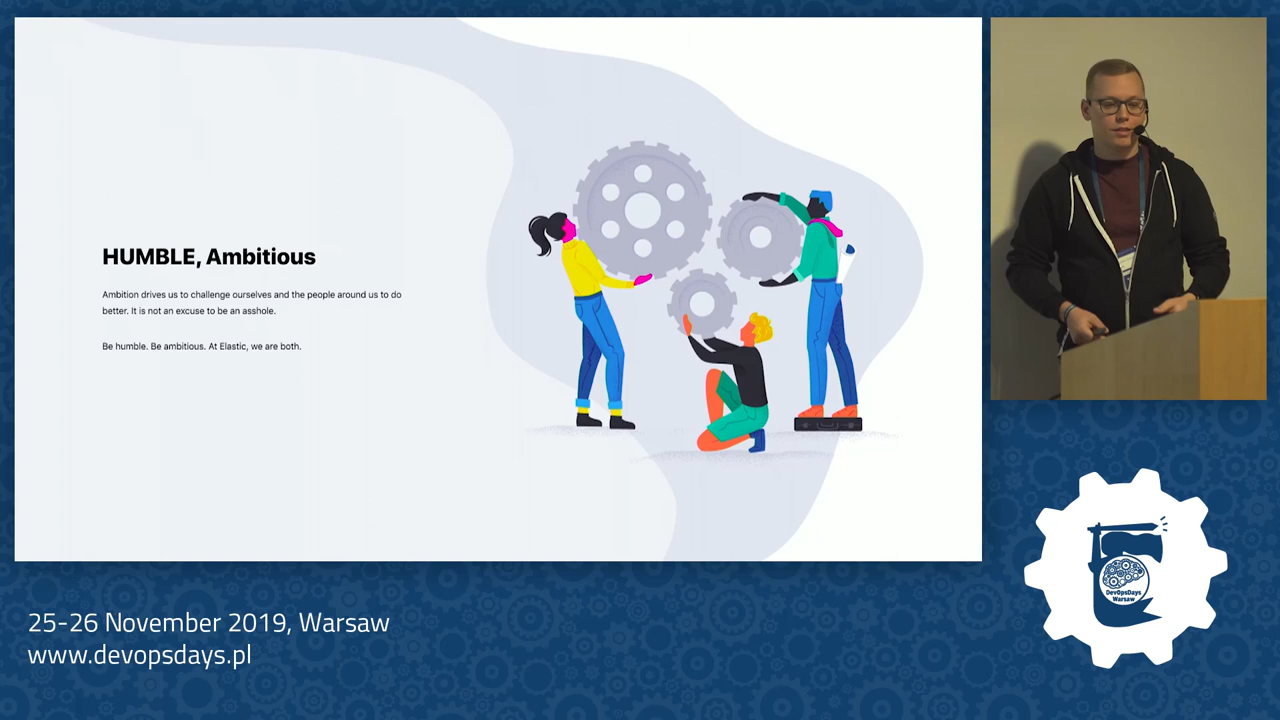 HUMBLE, Ambitious
Ambition drives us to challenge ourselves and the people around us to do
better. It is not an excuse to be an asshole.
Be humble. Be ambitious. At Elastic, we are both.
25-26 November 2019, Warsaw
www.devopsdays.pl
DevOpsDays
Warsaw